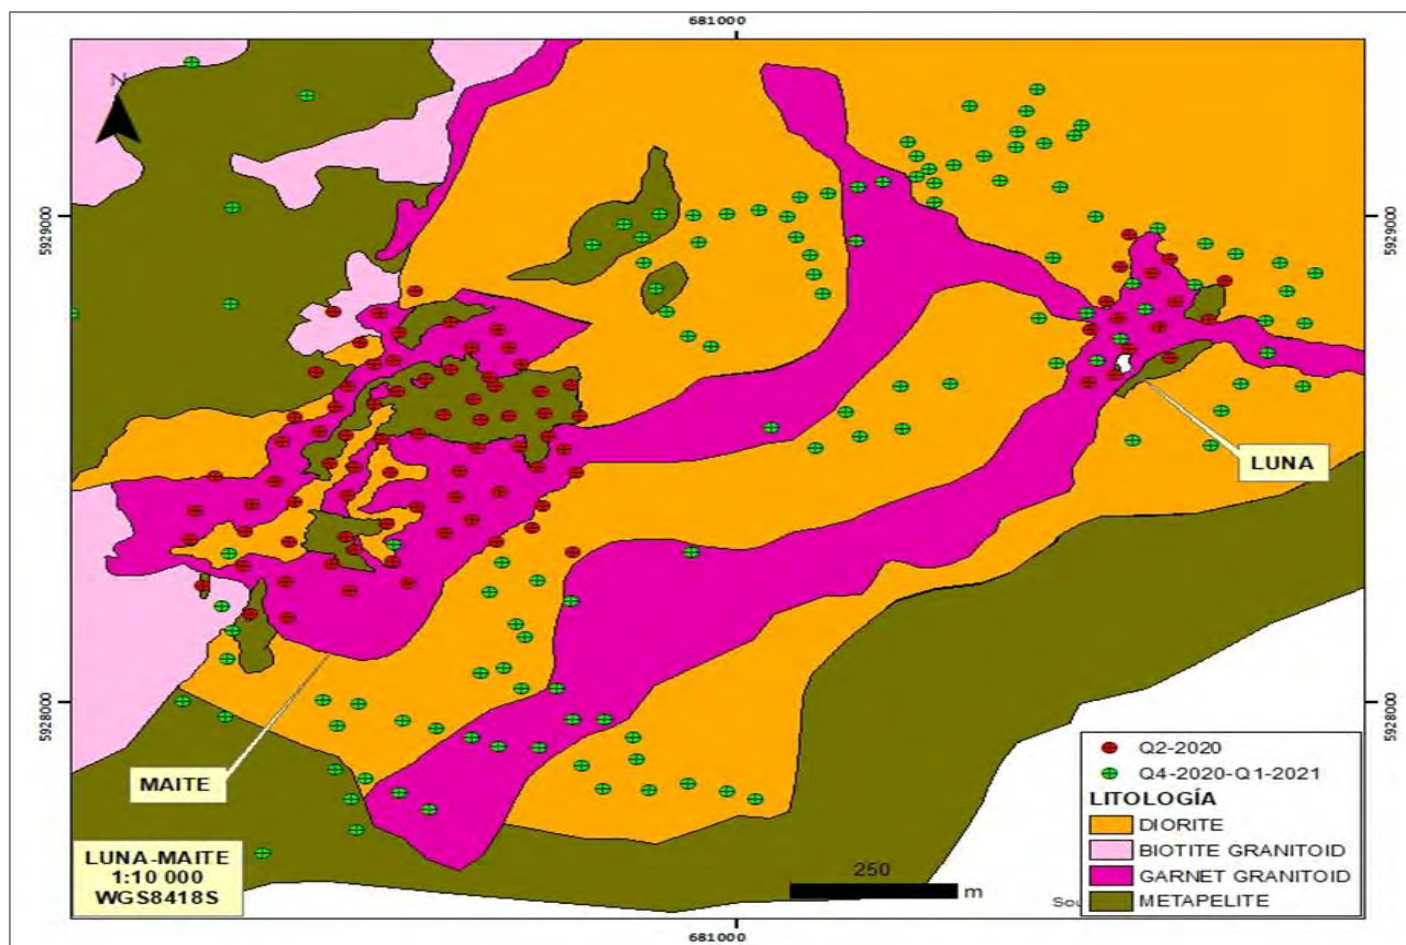 681000
N
5929000
5929000
LUNA
5928000
5928000
MAITE
Q2-2020
Q4-2020-Q1-2021
LITOLOGÍA
DIORITE
BIOTITE GRANITOID
GARNET GRANITOID
METAPELITE
LUNA-MAITE
1:10 000
WGS8418S
250
m
681000